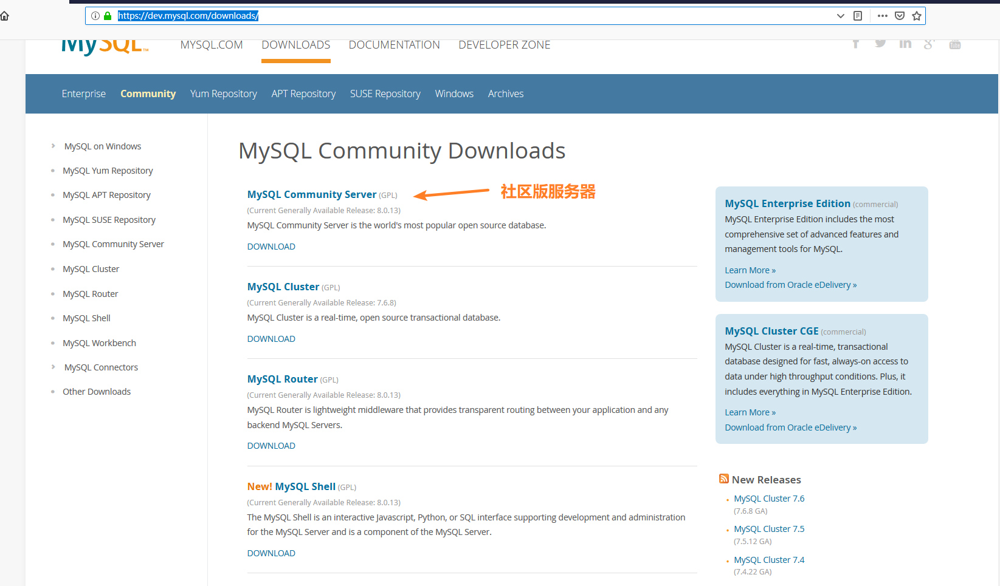 https://dev.mysql.com/downloads/
MySQL™
MYSQL.COM DOWNLOADS DOCUMENTATION DEVELOPER ZONE
Enterprise Community Yum Repository APT Repository SUSE Repository Windows Archives
MySQL on Windows
MySQL Yum Repository
MySQL APT Repository
MySQL SUSE Repository
MySQL Community Server
MySQL Cluster
MySQL Router
MySQL Shell
MySQL Workbench
MySQL Connectors
Other Downloads
MySQL Community Downloads
MySQL Community Server (GPL)
社区版服务器
(Current Generally Available Release: 8.0.13)
MySQL Community Server is the world's most popular open source database.
DOWNLOAD
MySQL Cluster (GPL)
(Current Generally Available Release: 7.6.8)
MySQL Cluster is a real-time, open source transactional database.
DOWNLOAD
MySQL Router (GPL)
(Current Generally Available Release: 8.0.13)
MySQL Router is lightweight middleware that provides transparent routing between your application and any
backend MySQL Servers.
DOWNLOAD
New! MySQL Shell (GPL)
(Current Generally Available Release: 8.0.13)
The MySQL Shell is an interactive Javascript, Python, or SQL interface supporting development and administration
for the MySQL Server and is a component of the MySQL Server.
DOWNLOAD
MySQL Enterprise Edition (commercial)
MySQL Enterprise Edition includes the most
comprehensive set of advanced features and
management tools for MySQL.
Learn More »
Download from Oracle eDelivery »
MySQL Cluster CGE (commercial)
MySQL Cluster is a real-time, transactional
database designed for fast, always-on access to
data under high throughput conditions. Plus, it
includes everything in MySQL Enterprise Edition.
Learn More »
Download from Oracle eDelivery »
New Releases
MySQL Cluster 7.6
(7.6.8 GA)
MySQL Cluster 7.5
(7.5.12 GA)
MySQL Cluster 7.4
(7.4.22 GA)